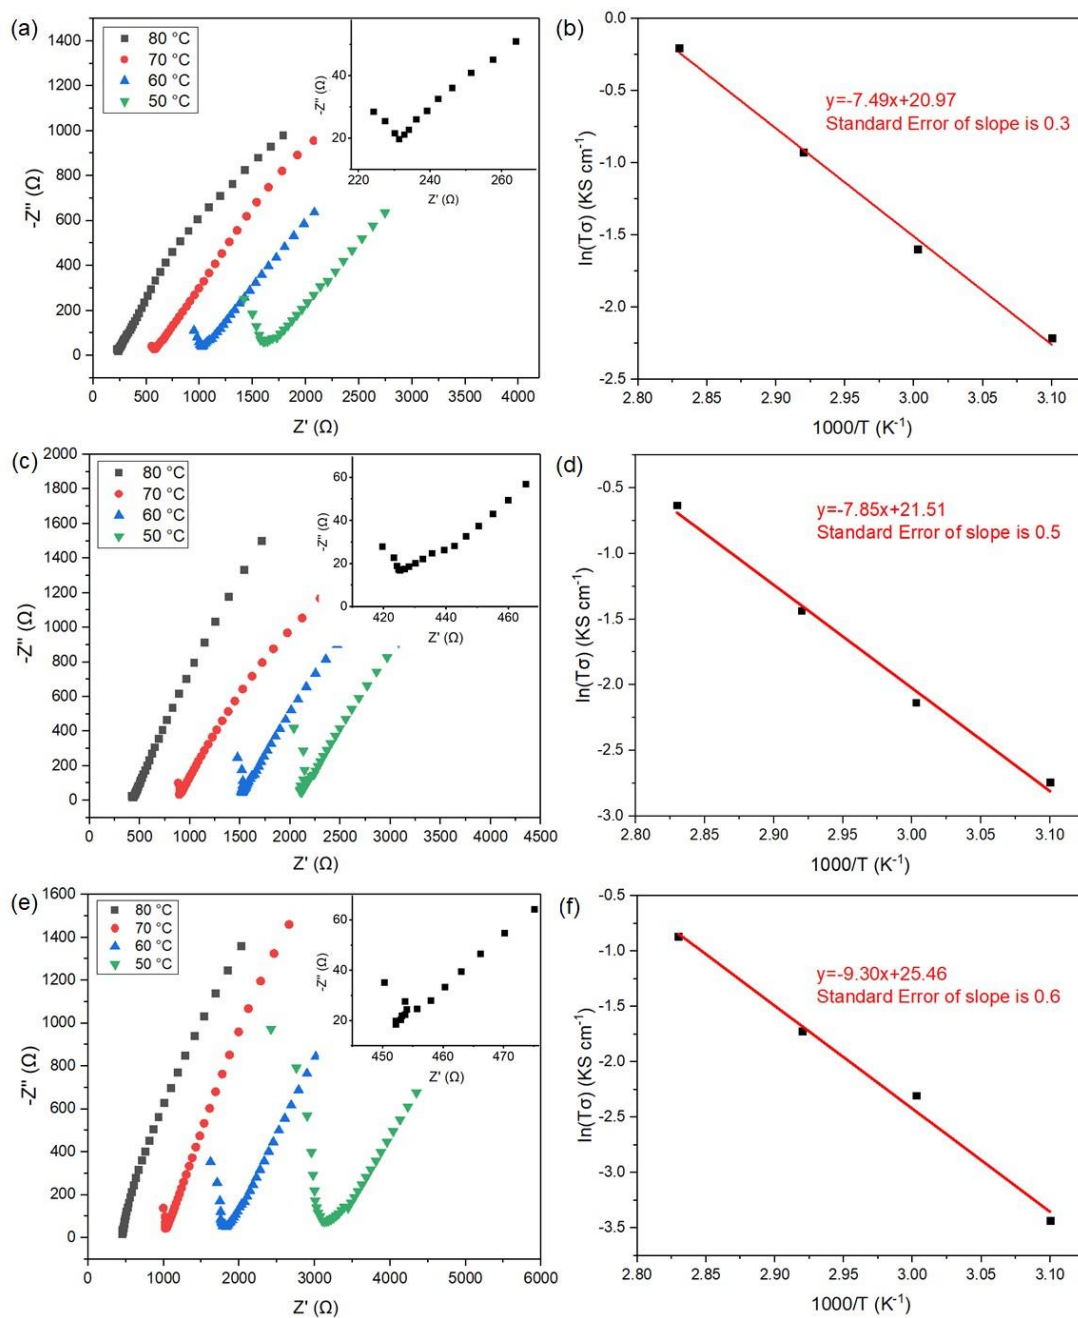 (a)
1400
1200
1000
800
600
400
200
0
-Z" (Ω)
80 °C
70 °C
60 °C
50 °C
0 500 1000 1500 2000 2500 3000 3500 4000
Z' (Ω)
40
20
-Z" (Ω)
220 240 260
Z' (Ω)
(b)
0.0
-0.5
-1.0
-1.5
-2.0
-2.5
ln(Tσ) (KS cm⁻¹)
y=-7.49x+20.97
Standard Error of slope is 0.3
2.80 2.85 2.90 2.95 3.00 3.05 3.10
1000/T (K⁻¹)
(c)
2000
1800
1600
1400
1200
1000
800
600
400
200
0
-Z" (Ω)
80 °C
70 °C
60 °C
50 °C
0 500 1000 1500 2000 2500 3000 3500 4000 4500
Z' (Ω)
60
40
20
0
-Z" (Ω)
420 440 460
Z' (Ω)
(d)
-0.5
-1.0
-1.5
-2.0
-2.5
-3.0
ln(Tσ) (KS cm⁻¹)
y=-7.85x+21.51
Standard Error of slope is 0.5
2.80 2.85 2.90 2.95 3.00 3.05 3.10
1000/T (K⁻¹)
(e)
1600
1400
1200
1000
800
600
400
200
0
-Z" (Ω)
80 °C
70 °C
60 °C
50 °C
0 1000 2000 3000 4000 5000 6000
Z' (Ω)
60
40
20
-Z" (Ω)
450 460 470
Z' (Ω)
(f)
-0.5
-1.0
-1.5
-2.0
-2.5
-3.0
-3.5
ln(Tσ) (KS cm⁻¹)
y=-9.30x+25.46
Standard Error of slope is 0.6
2.80 2.85 2.90 2.95 3.00 3.05 3.10
1000/T (K⁻¹)